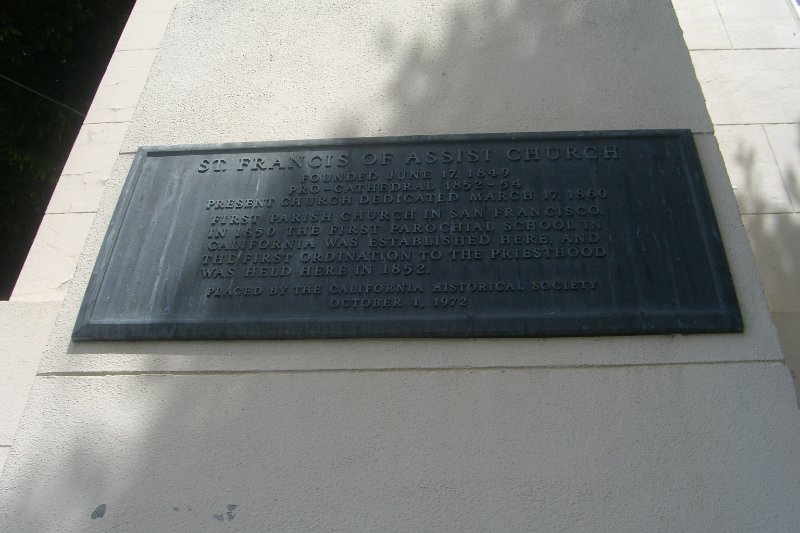 ST. FRANCIS OF ASSISI CHURCH
FOUNDED JUNE 17, 1849
PRO-CATHEDRAL 1852-54
PRESENT CHURCH DEDICATED MARCH 17, 1860
FIRST PARISH CHURCH IN SAN FRANCISCO.
IN 1850 THE FIRST PAROCHIAL SCHOOL IN
CALIFORNIA WAS ESTABLISHED HERE, AND
THE FIRST ORDINATION TO THE PRIESTHOOD
WAS HELD HERE IN 1852.
PLACED BY THE CALIFORNIA HISTORICAL SOCIETY
OCTOBER 1, 1972